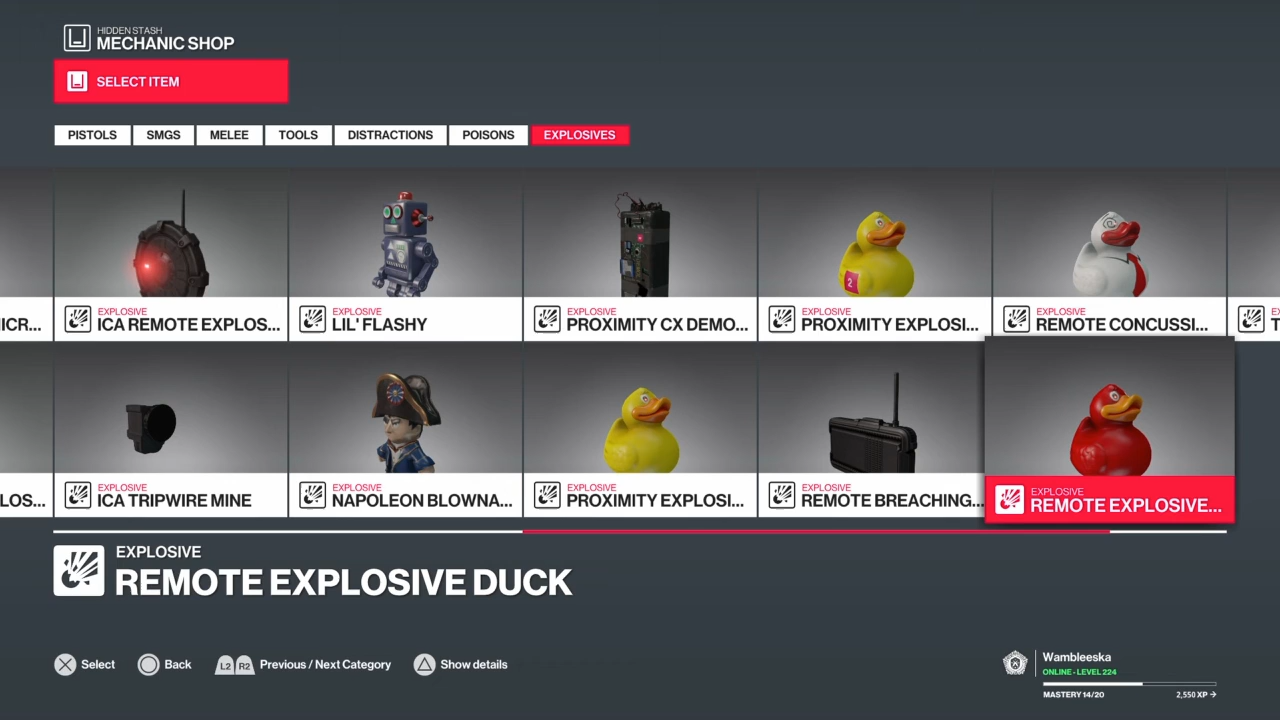 HIDDEN STASH
MECHANIC SHOP
SELECT ITEM
PISTOLS SMGS MELEE TOOLS DISTRACTIONS POISONS EXPLOSIVES
EXPLOSIVE EXPLOSIVE EXPLOSIVE EXPLOSIVE EXPLOSIVE
ICR... ICA REMOTE EXPLOS... LIL' FLASHY PROXIMITY CX DEMO... PROXIMITY EXPLOSI... REMOTE CONCUSSI...
2
EXPLOSIVE EXPLOSIVE EXPLOSIVE EXPLOSIVE EXPLOSIVE
LOS... ICA TRIPWIRE MINE NAPOLEON BLOWNA... PROXIMITY EXPLOSI... REMOTE BREACHING... REMOTE EXPLOSIVE...
EXPLOSIVE
REMOTE EXPLOSIVE DUCK
Select Back L2 R2 Previous / Next Category Show details
Wambleeska
ONLINE - LEVEL 224
MASTERY 14/20 2,550 XP →